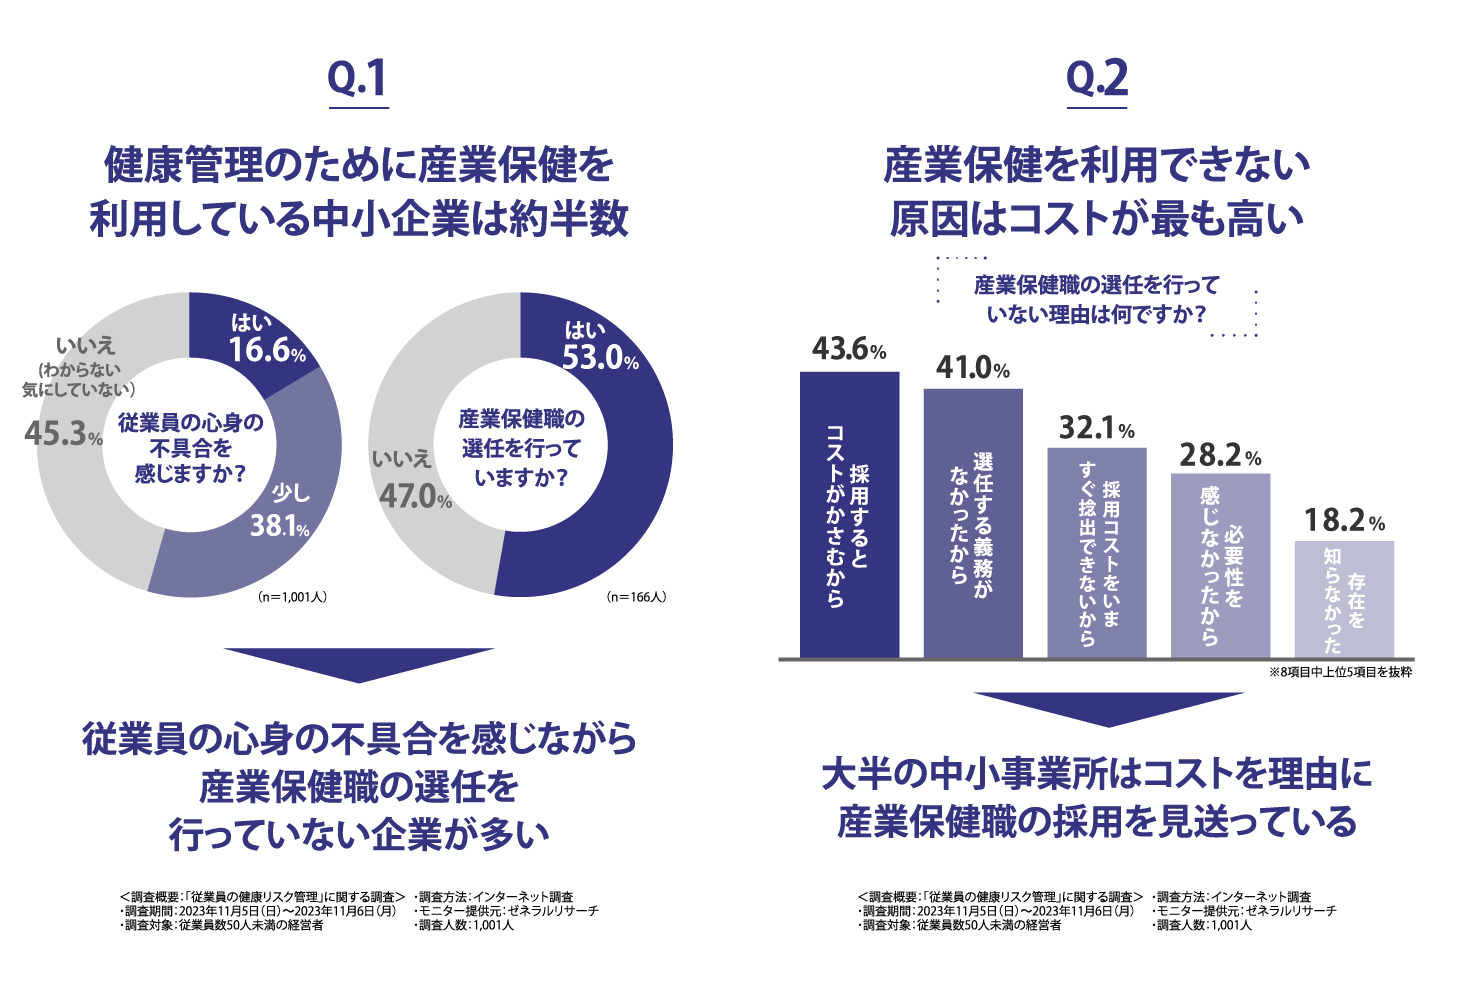 Q.1
健康管理のために産業保健を
利用している中小企業は約半数
はい
16.6%
いいえ
(わからない
気にしていない)
45.3%
従業員の心身の
不具合を
感じますか?
少し
38.1%
(n=1,001人)
はい
53.0%
産業保健職の
選任を行って
いますか?
いいえ
47.0%
(n=166人)
従業員の心身の不具合を感じながら
産業保健職の選任を
行っていない企業が多い
<調査概要:「従業員の健康リスク管理」に関する調査>
・調査期間:2023年11月5日(日)〜2023年11月6日(月)
・調査対象:従業員数50人未満の経営者
・調査方法:インターネット調査
・モニター提供元:ゼネラルリサーチ
・調査人数:1,001人
Q.2
産業保健を利用できない
原因はコストが最も高い
産業保健職の選任を行って
いない理由は何ですか?
43.6%
採用すると
コストがかさむから
41.0%
選任する義務が
なかったから
32.1%
採用コストをいま
すぐ捻出できないから
28.2%
必要性を
感じなかったから
18.2%
存在を
知らなかった
※8項目中上位5項目を抜粋
大半の中小事業所はコストを理由に
産業保健職の採用を見送っている
<調査概要:「従業員の健康リスク管理」に関する調査>
・調査期間:2023年11月5日(日)〜2023年11月6日(月)
・調査対象:従業員数50人未満の経営者
・調査方法:インターネット調査
・モニター提供元:ゼネラルリサーチ
・調査人数:1,001人